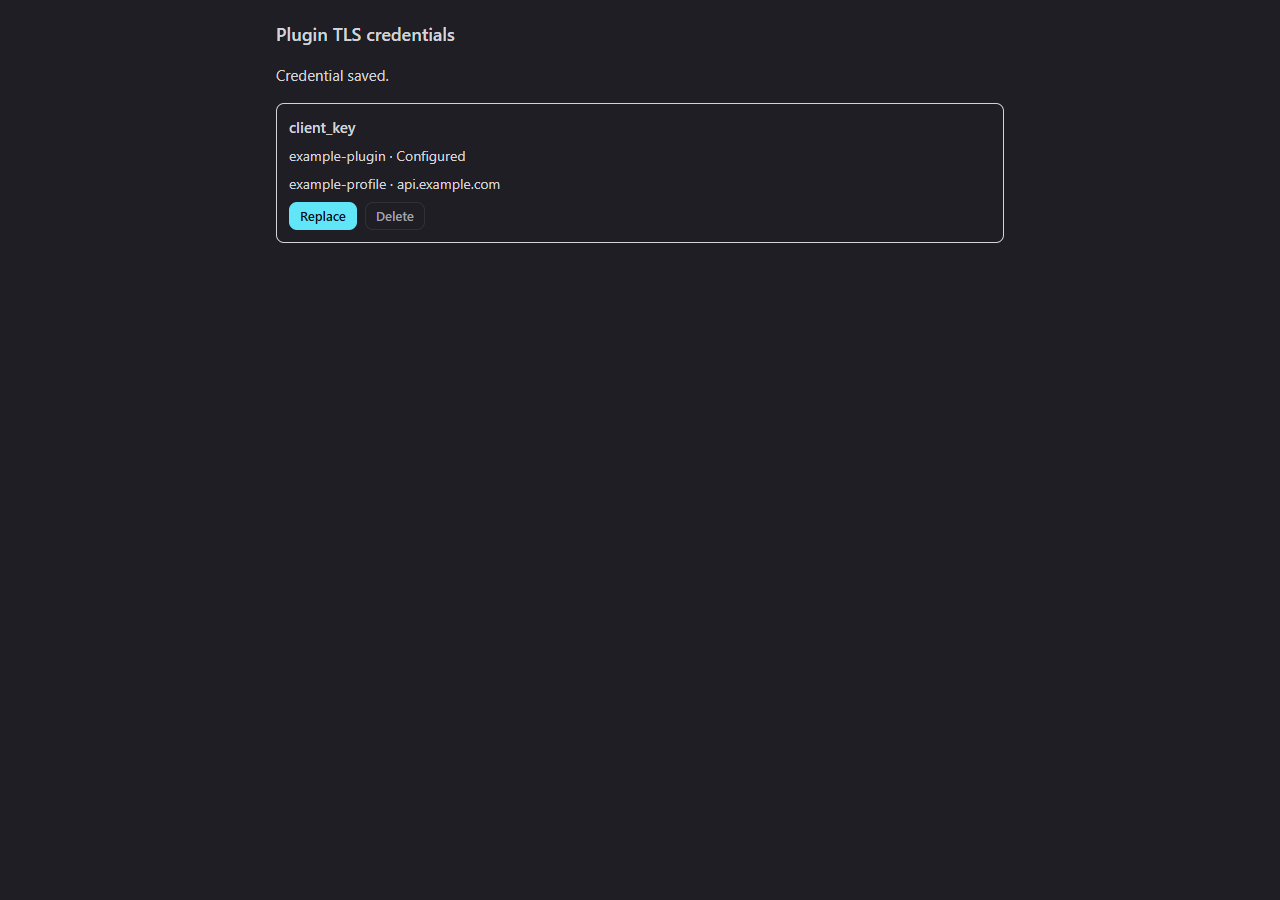 Plugin TLS credentials
Credential saved.
client_key
example-plugin · Configured
example-profile · api.example.com
Replace Delete